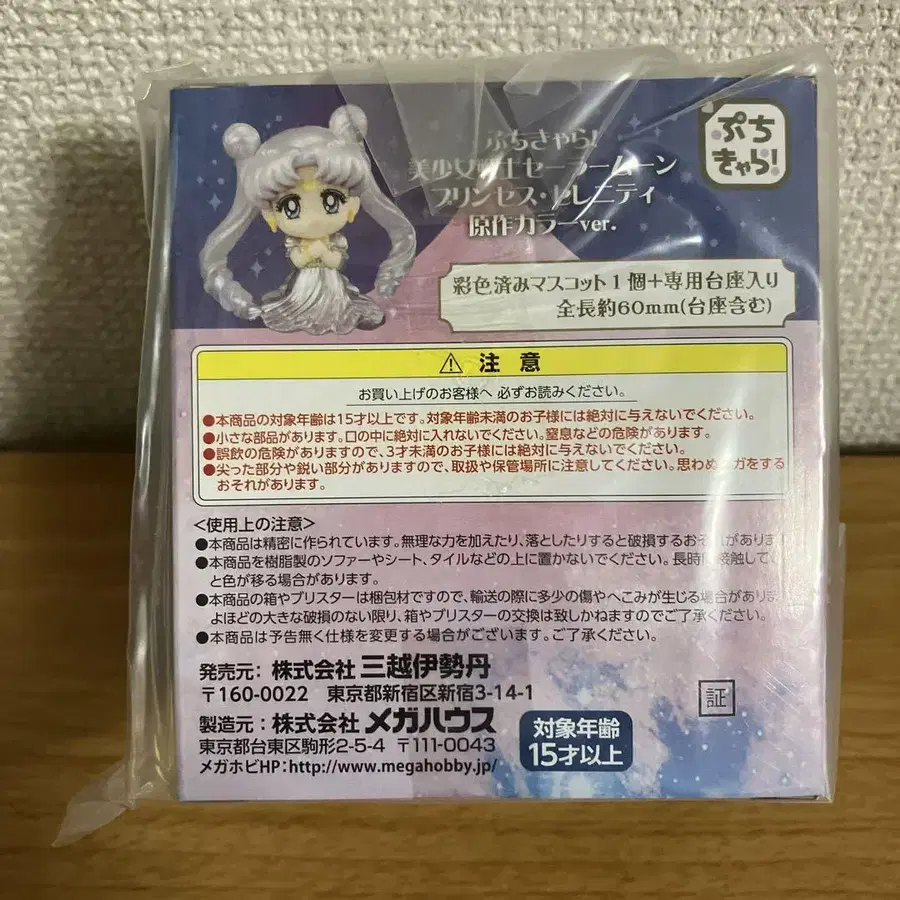 ぷちきゃら!
美少女戦士セーラームーン
プリンセス・セレニティ
原作カラーver.
ぷち
きゃら!
彩色済みマスコット1個+専用台座入り
全長約60mm(台座含む)
⚠ 注意
お買い上げのお客様へ 必ずお読みください。
●本商品の対象年齢は15才以上です。対象年齢未満のお子様には絶対に与えないでください。
●小さな部品があります。口の中に絶対に入れないでください。窒息などの危険があります。
●誤飲の危険がありますので、3才未満のお子様には絶対に与えないでください。
●尖った部分や鋭い部分がありますので、取扱や保管場所に注意してください。思わぬケガをする
おそれがあります。
<使用上の注意>
●本商品は精密に作られています。無理な力を加えたり、落としたりすると破損するおそれがあります
●本商品を樹脂製のソファーやシート、タイルなどの上に置かないでください。長時間接触して
と色が移る場合があります。
●本商品の箱やブリスターは梱包材ですので、輸送の際に多少の傷やへこみが生じる場合があります
よほどの大きな破損のない限り、箱やブリスターの交換は致しかねますのでご了承ください。
●本商品は予告無く仕様を変更する場合がございます。ご了承ください。
発売元:株式会社 三越伊勢丹
〒160-0022 東京都新宿区新宿3-14-1
製造元:株式会社 メガハウス
東京都台東区駒形2-5-4 〒111-0043
メガホビHP:http://www.megahobby.jp/
対象年齢
15才以上
証